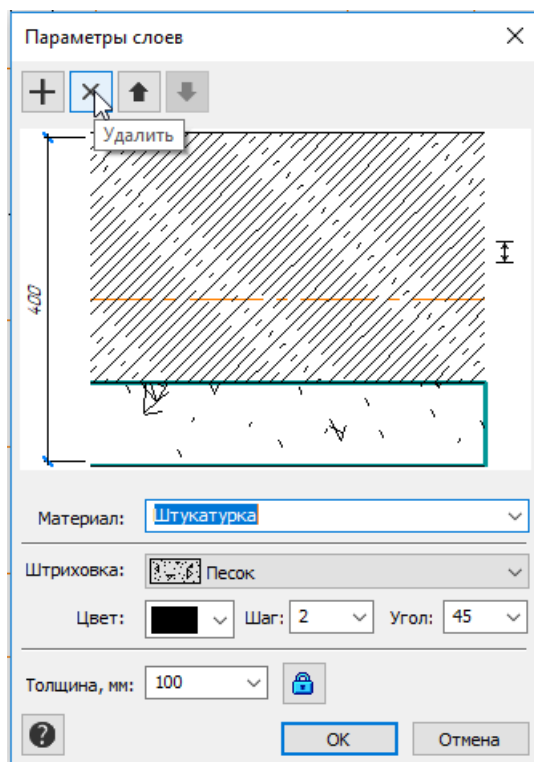 Параметры слоев
Удалить
400
Материал: Штукатурка
Штриховка: Песок
Цвет: Шаг: 2 Угол: 45
Толщина, мм: 100
OK Отмена